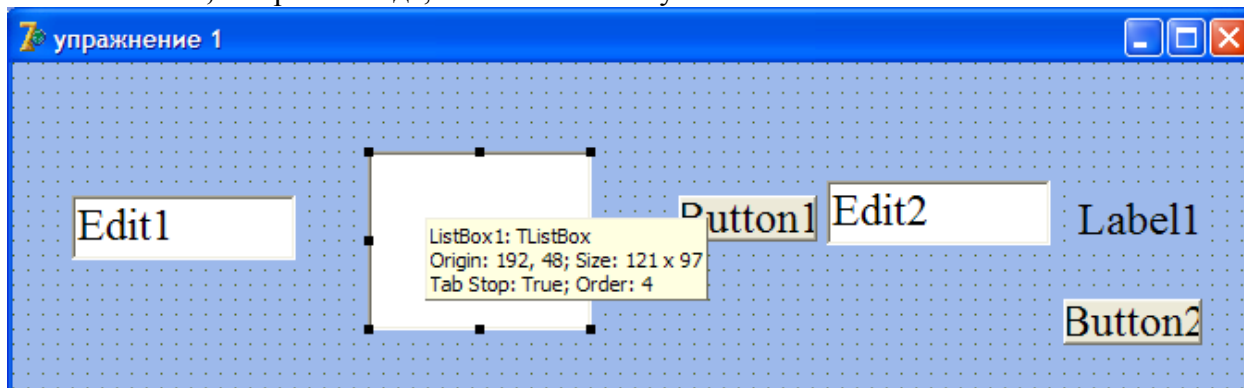 упражнение 1
Edit1
Button1
Edit2
Label1
ListBox1: TListBox
Origin: 192, 48; Size: 121 x 97
Tab Stop: True; Order: 4
Button2